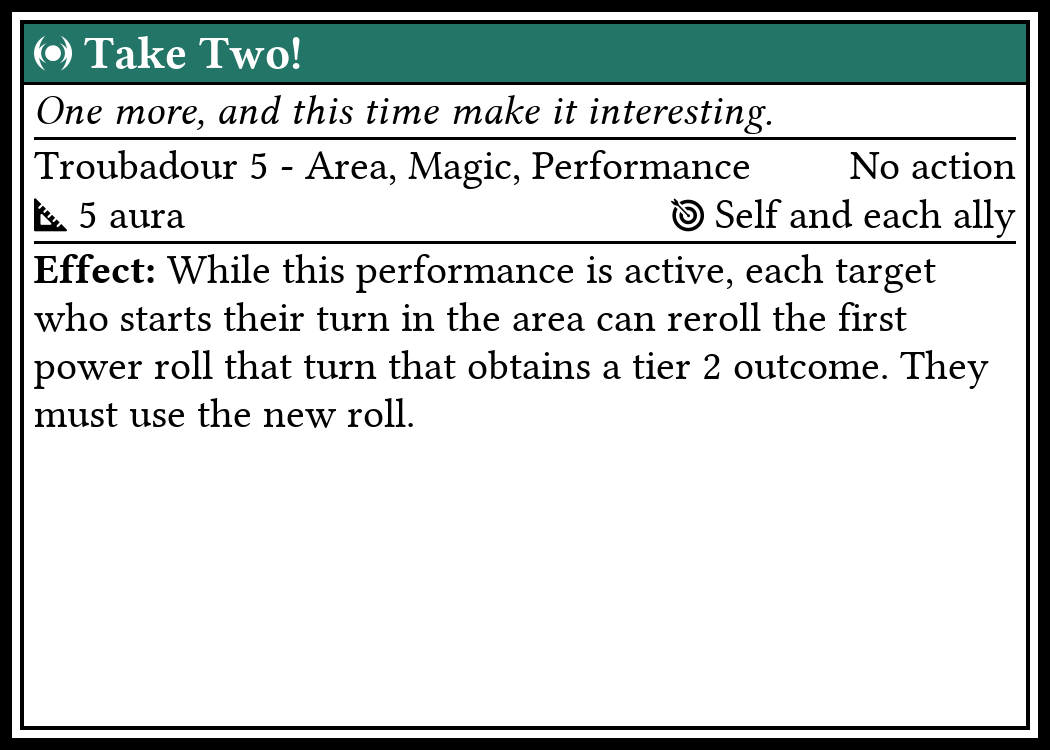 Take Two!
One more, and this time make it interesting.
Troubadour 5 - Area, Magic, Performance No action
5 aura Self and each ally
Effect: While this performance is active, each target
who starts their turn in the area can reroll the first
power roll that turn that obtains a tier 2 outcome. They
must use the new roll.